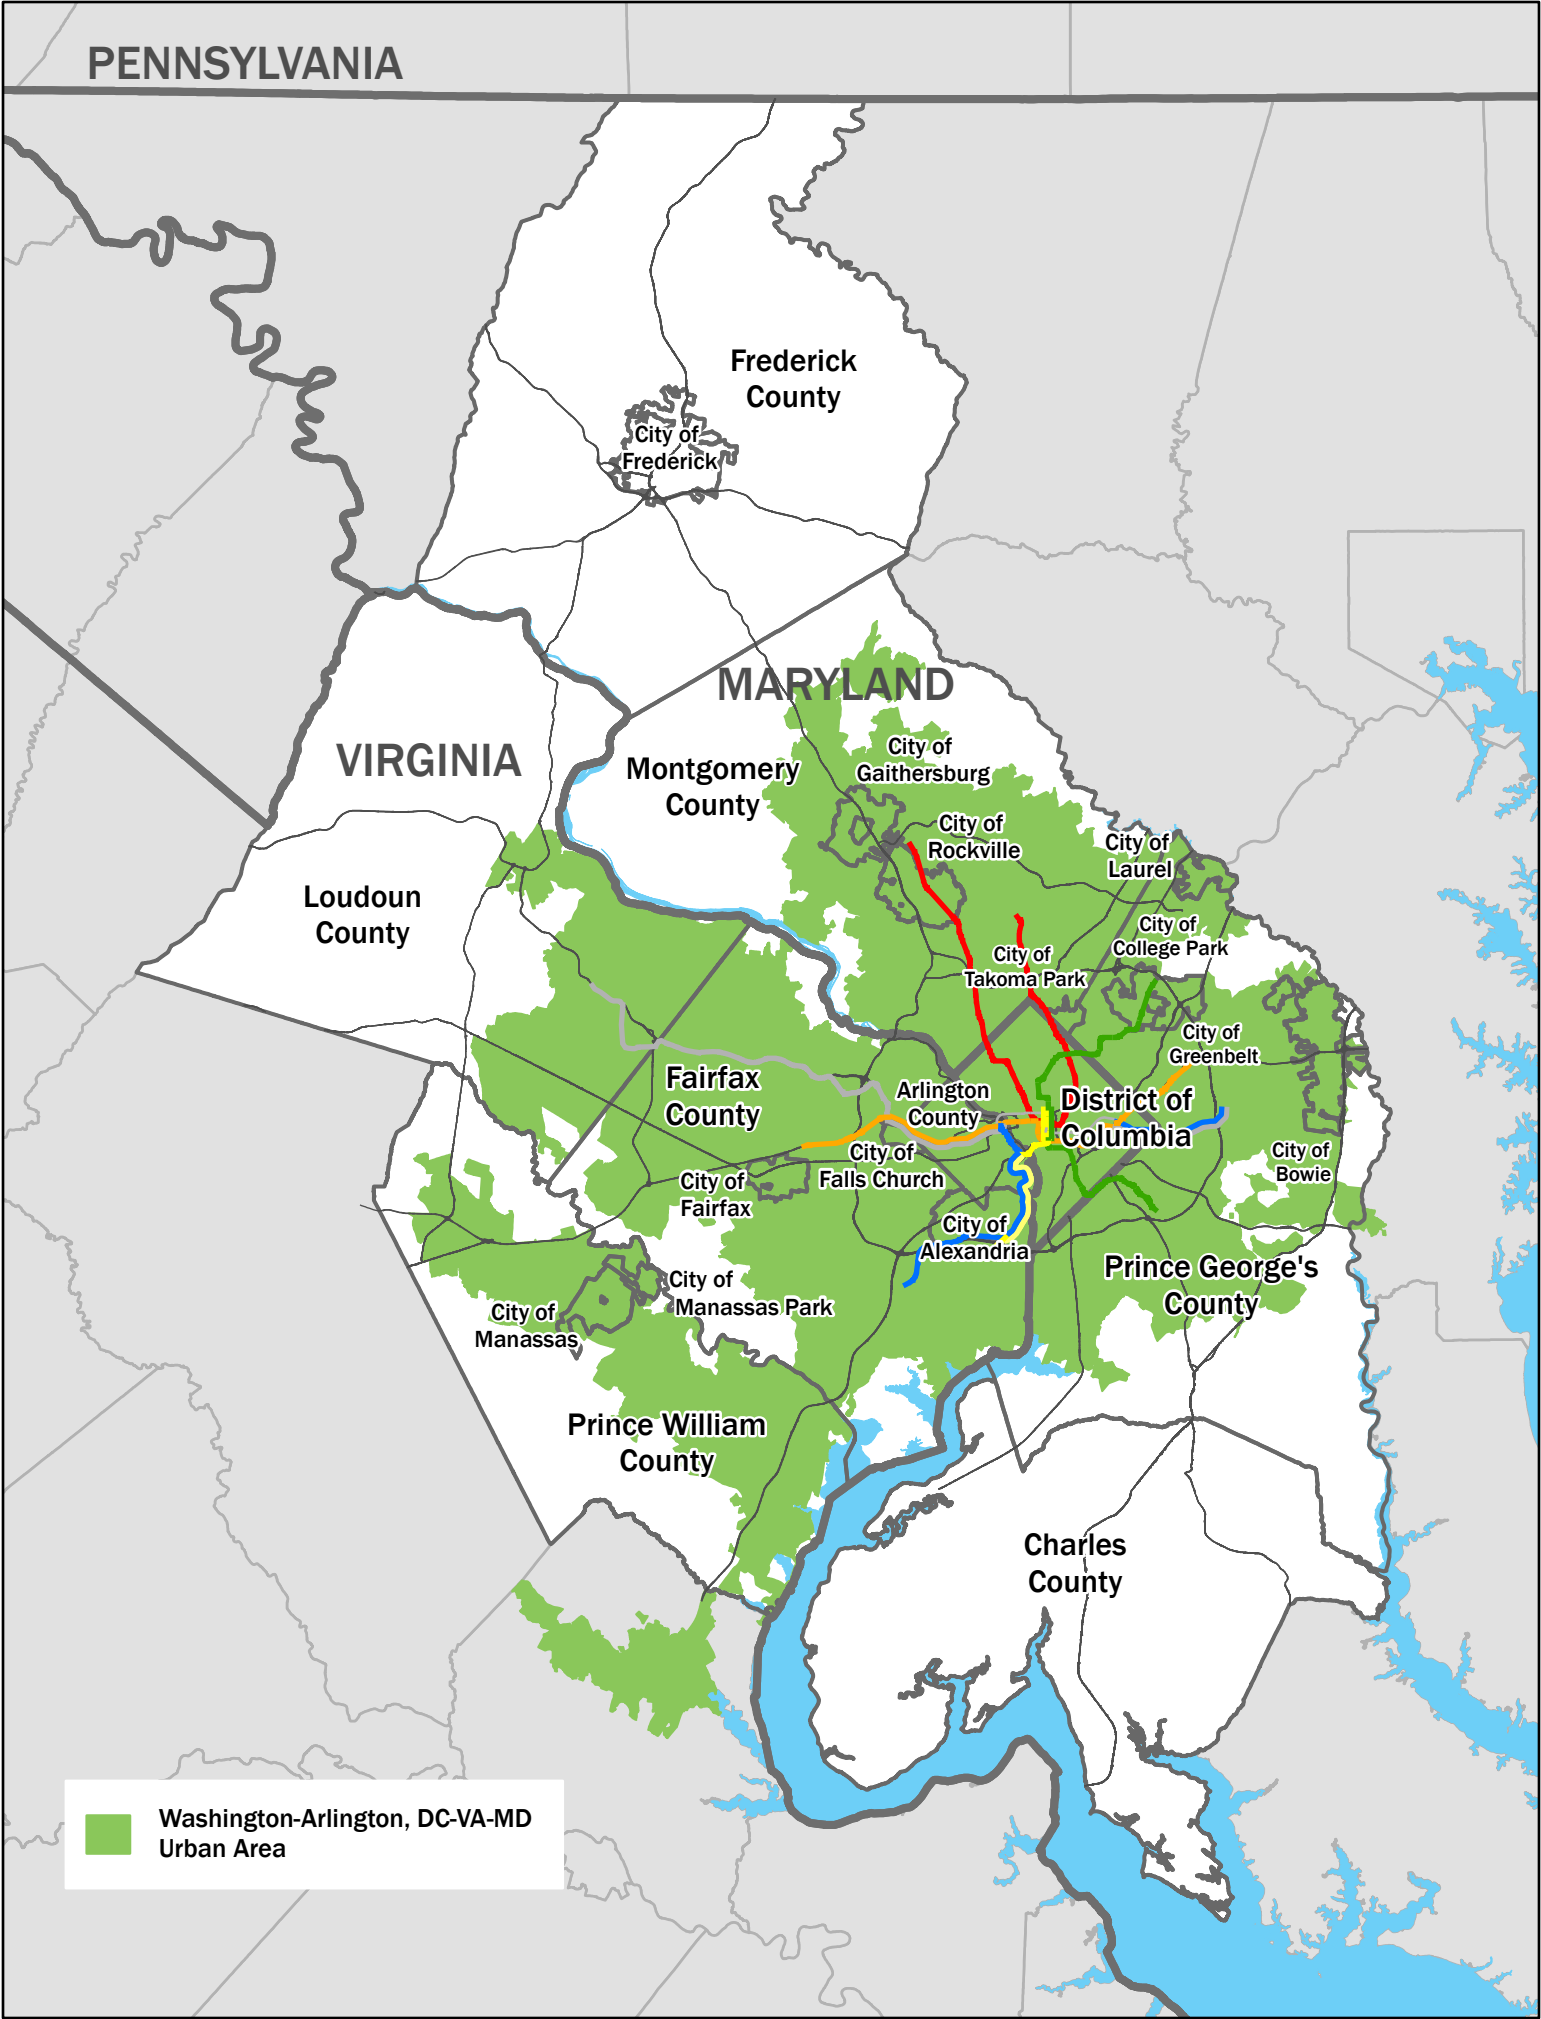 PENNSYLVANIA
Frederick
County
City of
Frederick
MARYLAND
VIRGINIA
City of
Gaithersburg
Montgomery
County
City of
Rockville
City of
Laurel
Loudoun
County
City of
College Park
City of
Takoma Park
City of
Greenbelt
Fairfax
County
Arlington
County
District of
Columbia
City of
Falls Church
City of
Bowie
City of
Fairfax
City of
Alexandria
Prince George's
County
City of
Manassas Park
City of
Manassas
Prince William
County
Charles
County
Washington-Arlington, DC-VA-MD
Urban Area